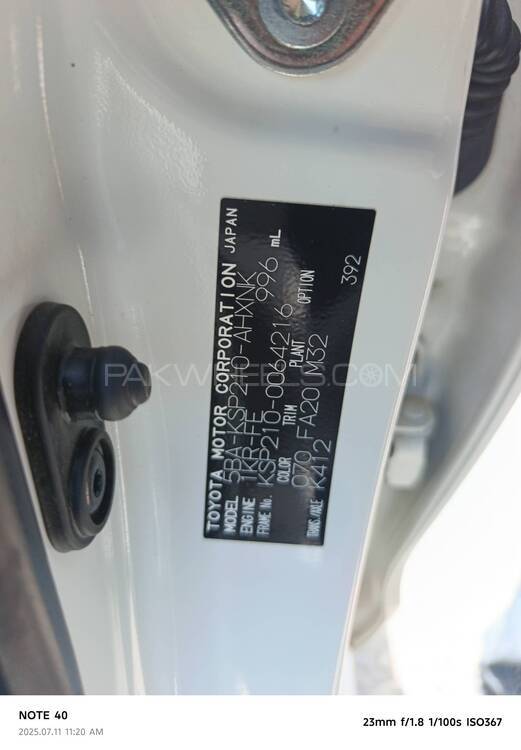 TOYOTA MOTOR CORPORATION JAPAN
MODEL 5BA-KSP210-AHXNK
ENGINE 1KR-FE 996 mL
FRAME No. KSP210-0064216
COLOR TRIM PLANT OPTION
070 FA20 M32
TRANS./AXLE K412 392
PAKWHEELS.COM
NOTE 40
2025.07.11 11:20 AM
23mm f/1.8 1/100s ISO367